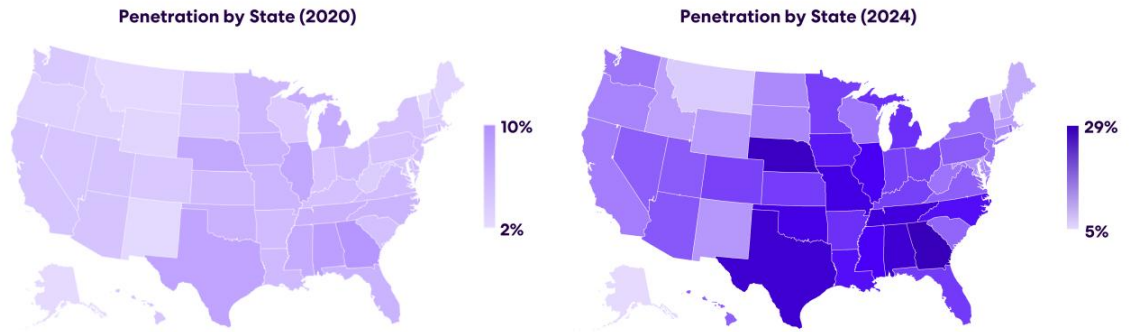 Penetration by State (2020)
10%
2%
Penetration by State (2024)
29%
5%